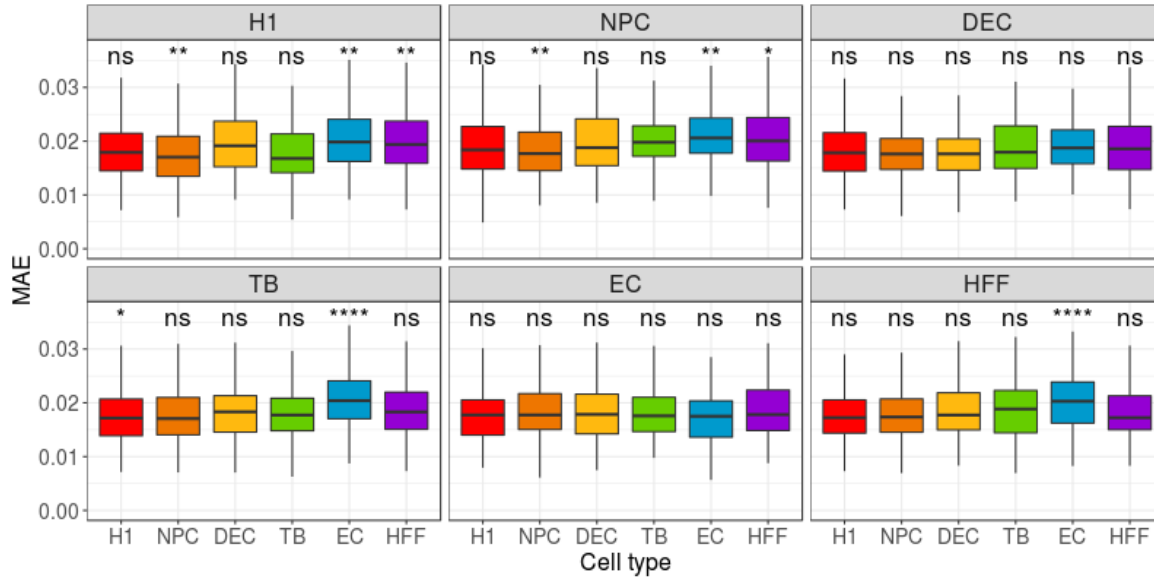 H1 NPC DEC
ns ** ns ns ** ** ns ** ns ns ** * ns ns ns ns ns ns
0.03
0.02
0.01
0.00
MAE
TB EC HFF
* ns ns ns **** ns ns ns ns ns ns ns ns ns ns ns **** ns
0.03
0.02
0.01
0.00
H1 NPC DEC TB EC HFF H1 NPC DEC TB EC HFF H1 NPC DEC TB EC HFF
Cell type